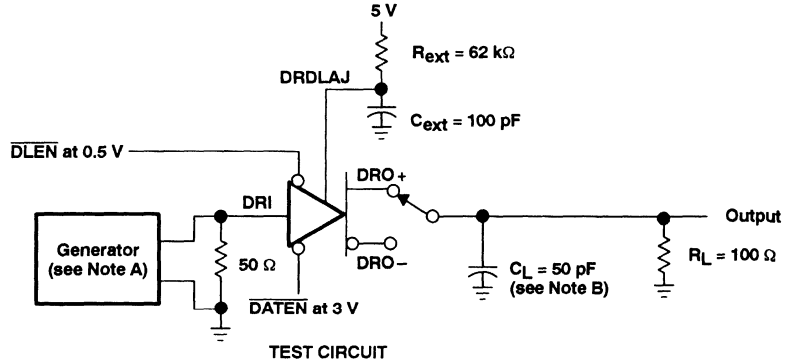 5 V
Rext = 62 kΩ
DRDLAJ
Cext = 100 pF
DLEN at 0.5 V
DRO+
DRI
Output
Generator
(see Note A)
50 Ω
DRO−
CL = 50 pF
(see Note B)
RL = 100 Ω
DATEN at 3 V
TEST CIRCUIT